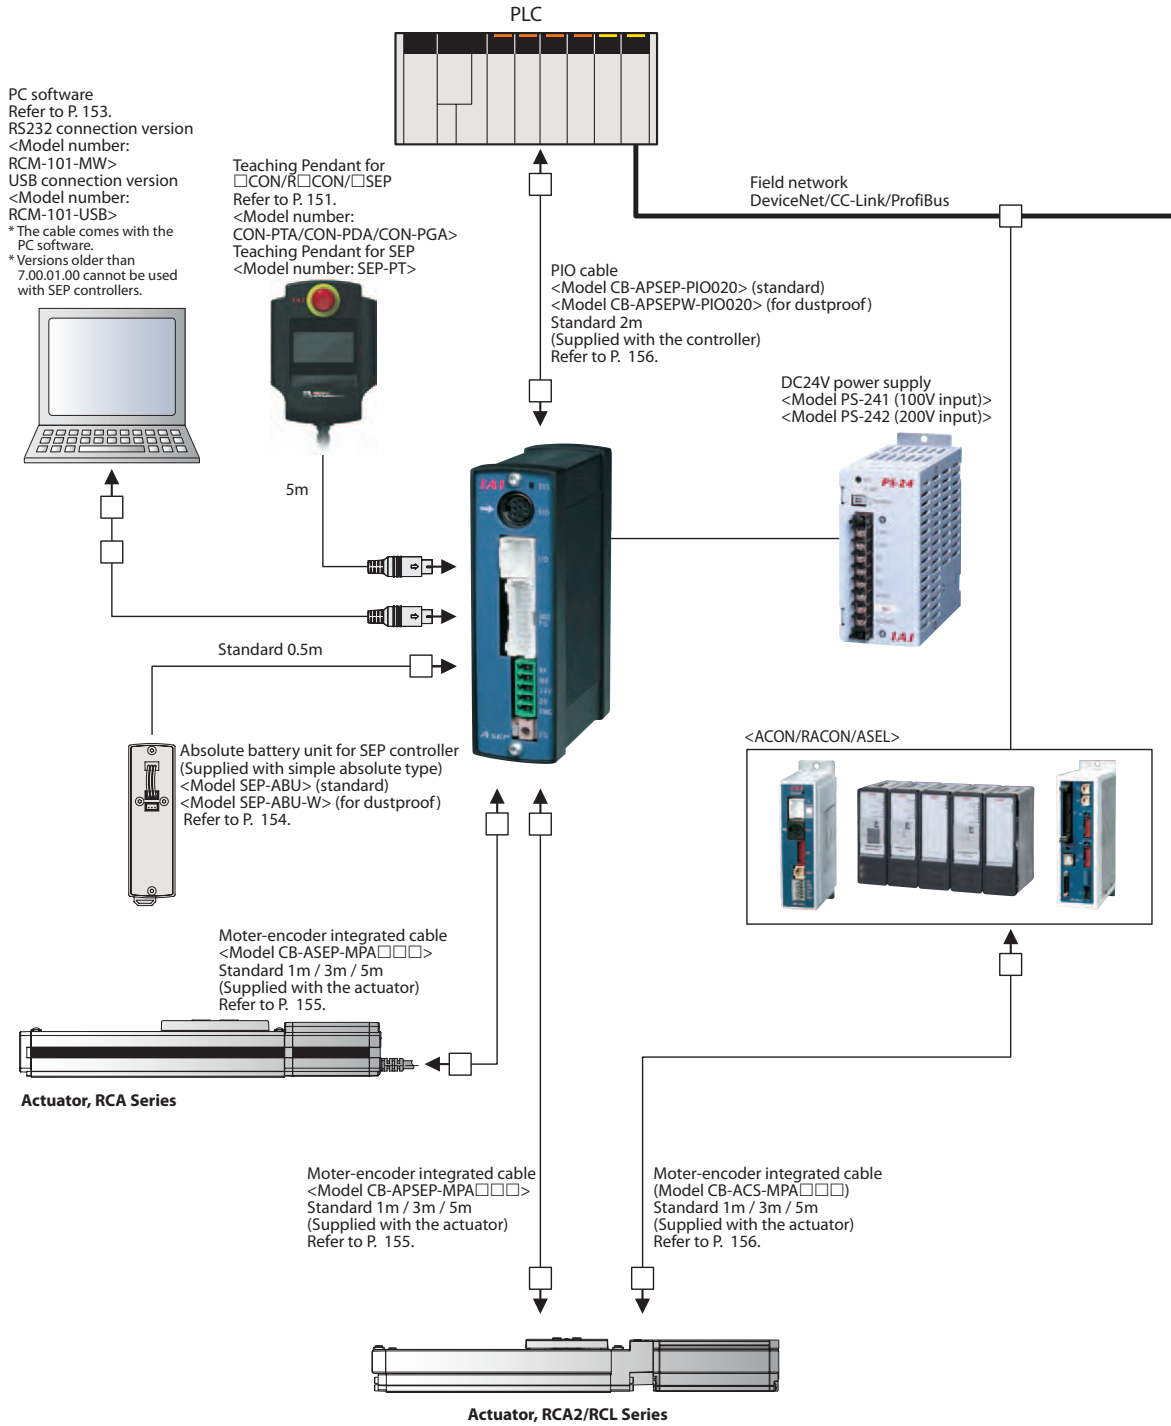 PLC
PC software
Refer to P. 153.
RS232 connection version
<Model number:
RCM-101-MW>
USB connection version
<Model number:
RCM-101-USB>
* The cable comes with the
PC software.
* Versions older than
7.00.01.00 cannot be used
with SEP controllers.
Teaching Pendant for
□CON/R□CON/□SEP
Refer to P. 151.
<Model number:
CON-PTA/CON-PDA/CON-PGA>
Teaching Pendant for SEP
<Model number: SEP-PT>
Field network
DeviceNet/CC-Link/ProfiBus
PIO cable
<Model CB-APSEP-PIO020> (standard)
<Model CB-APSEPW-PIO020> (for dustproof)
Standard 2m
(Supplied with the controller)
Refer to P. 156.
DC24V power supply
<Model PS-241 (100V input)>
<Model PS-242 (200V input)>
IAI
PS-24
IAI
ASEP
5m
Standard 0.5m
Absolute battery unit for SEP controller
(Supplied with simple absolute type)
<Model SEP-ABU> (standard)
<Model SEP-ABU-W> (for dustproof)
Refer to P. 154.
<ACON/RACON/ASEL>
Moter-encoder integrated cable
<Model CB-ASEP-MPA□□□>
Standard 1m / 3m / 5m
(Supplied with the actuator)
Refer to P. 155.
Actuator, RCA Series
Moter-encoder integrated cable
<Model CB-APSEP-MPA□□□>
Standard 1m / 3m / 5m
(Supplied with the actuator)
Refer to P. 155.
Moter-encoder integrated cable
(Model CB-ACS-MPA□□□)
Standard 1m / 3m / 5m
(Supplied with the actuator)
Refer to P. 156.
Actuator, RCA2/RCL Series